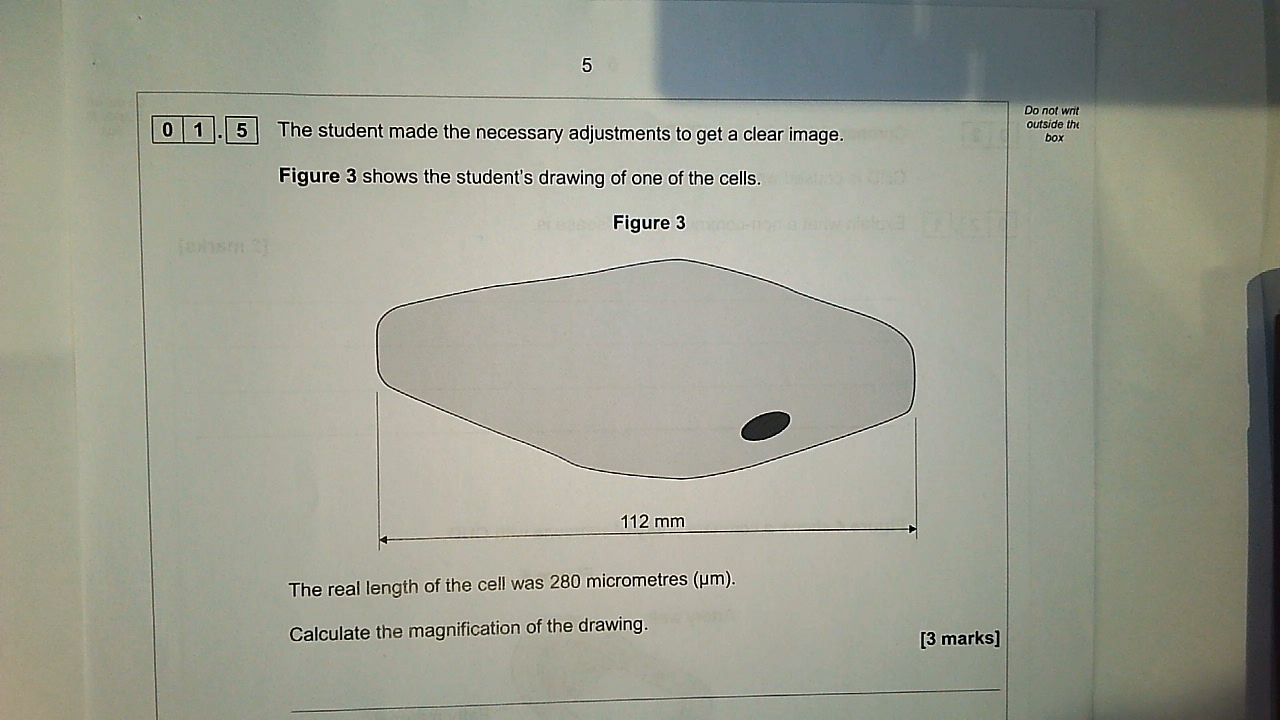 5
01.5 The student made the necessary adjustments to get a clear image.
Do not writ
outside the
box
Figure 3 shows the student's drawing of one of the cells.
Figure 3
112 mm
The real length of the cell was 280 micrometres (µm).
Calculate the magnification of the drawing.
[3 marks]